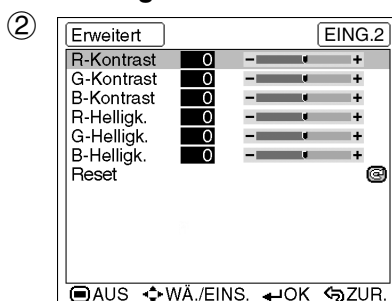 ②
Erweitert EING.2
R-Kontrast 0 - +
G-Kontrast 0 - +
B-Kontrast 0 - +
R-Helligk. 0 - +
G-Helligk. 0 - +
B-Helligk. 0 - +
Reset
AUS WÄ./EINS. OK ZUR.